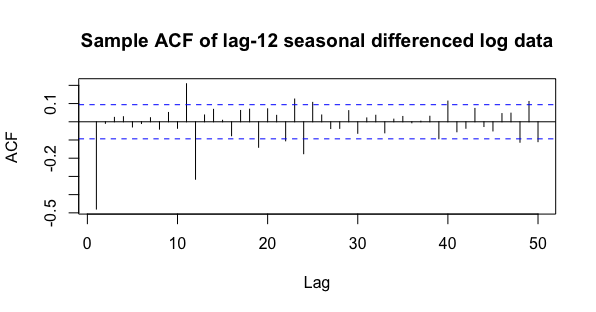 Sample ACF of lag-12 seasonal differenced log data
ACF
0.1
-0.2
-0.5
0 10 20 30 40 50
Lag